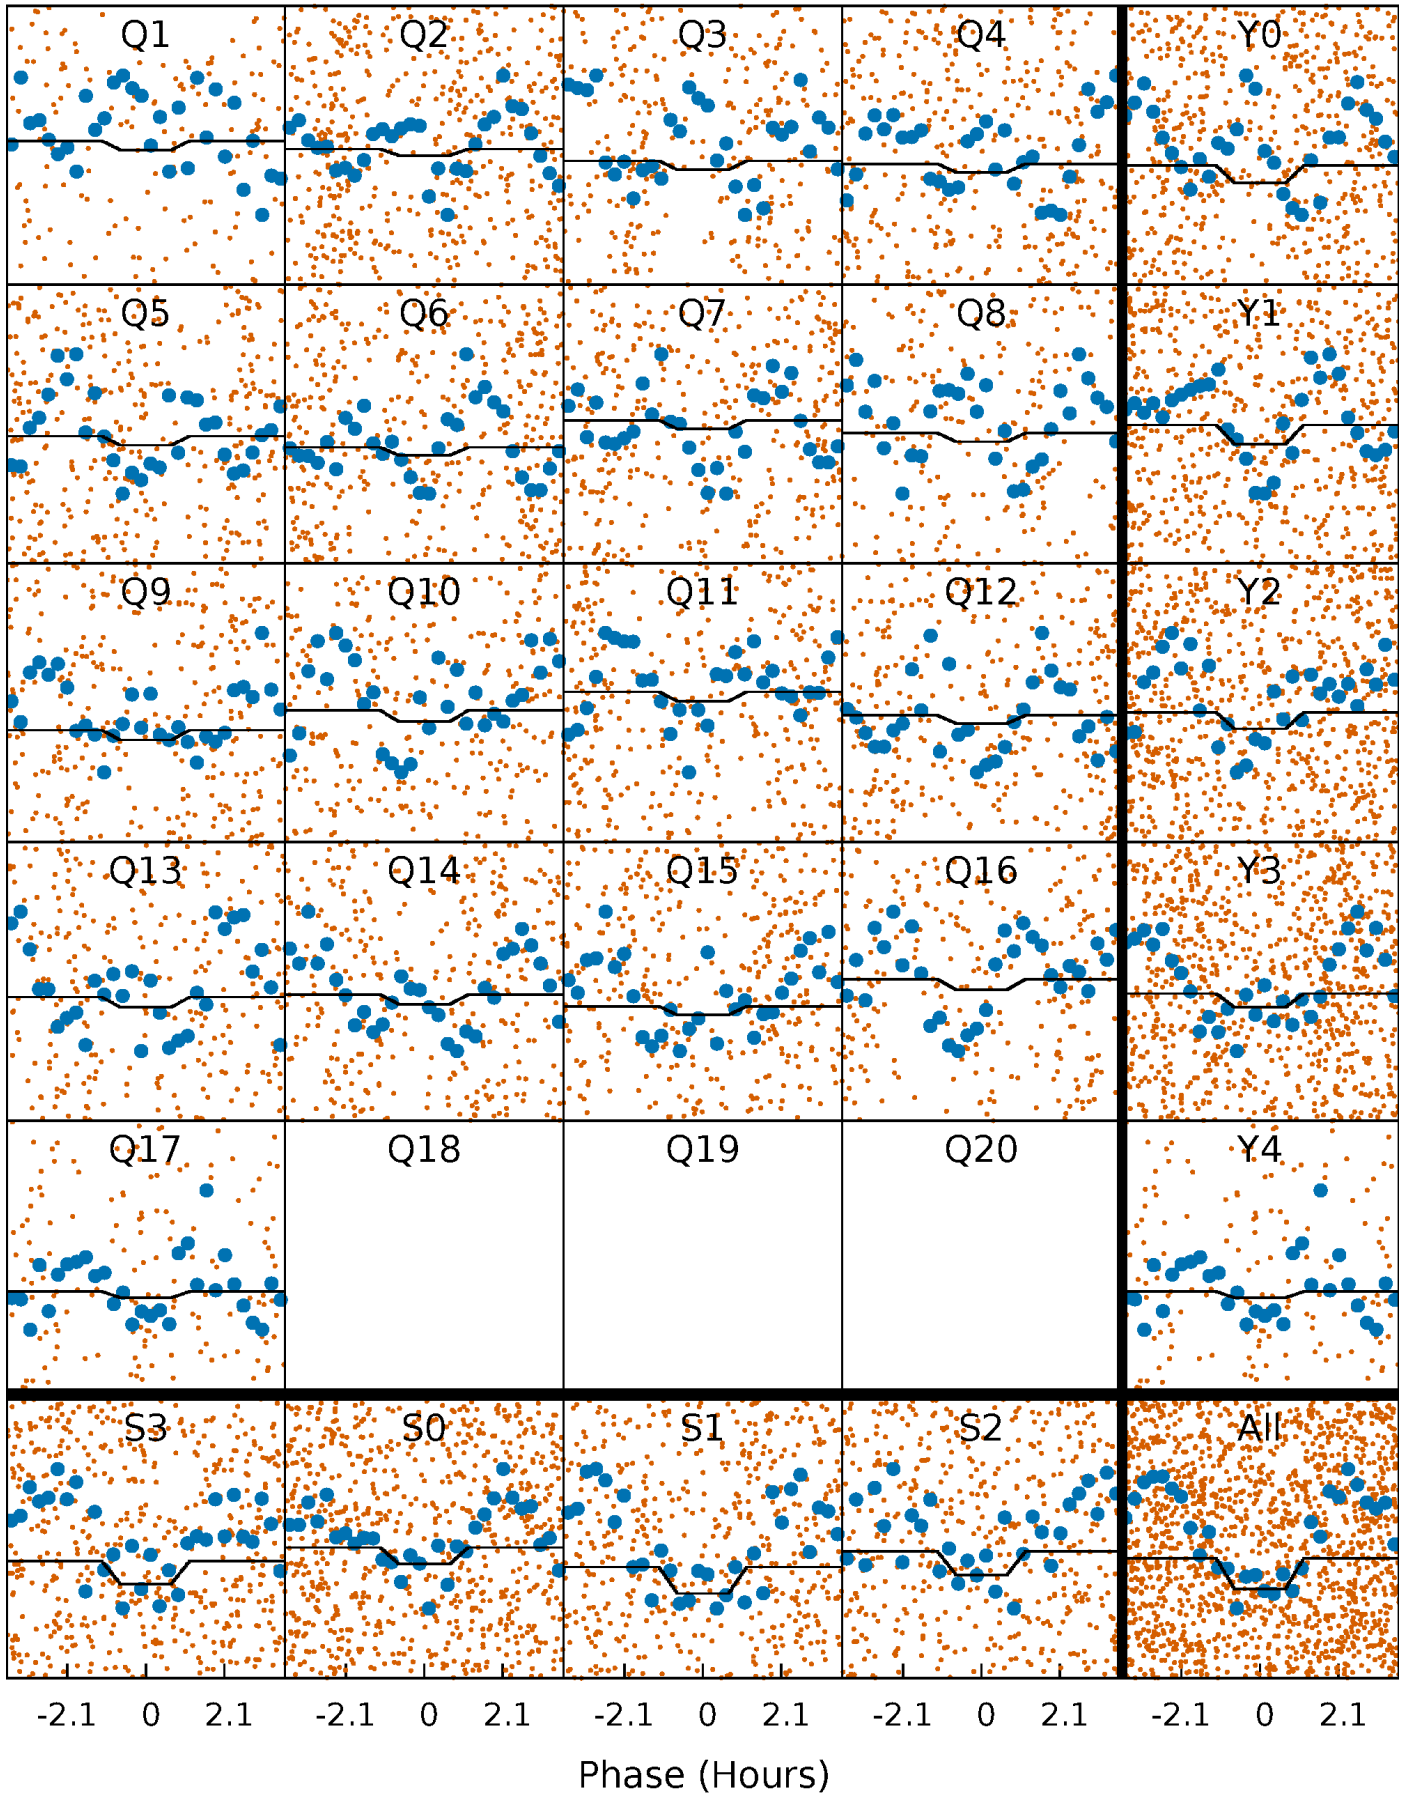 Q1 Q2 Q3 Q4 Y0
Q5 Q6 Q7 Q8 Y1
Q9 Q10 Q11 Q12 Y2
Q13 Q14 Q15 Q16 Y3
Q17 Q18 Q19 Q20 Y4
S3 S0 S1 S2 All
-2.1 0 2.1 -2.1 0 2.1 -2.1 0 2.1 -2.1 0 2.1 -2.1 0 2.1
Phase (Hours)